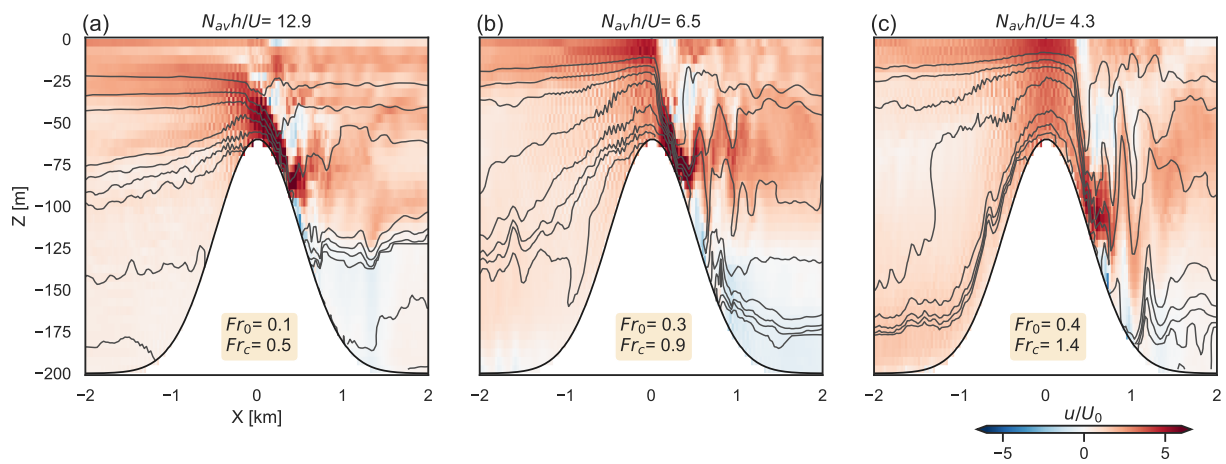 (a) N_av h/U = 12.9
(b) N_av h/U = 6.5
(c) N_av h/U = 4.3
0
−25
−50
−75
−100
−125
−150
−175
−200
Z [m]
Fr_0 = 0.1
Fr_c = 0.5
Fr_0 = 0.3
Fr_c = 0.9
Fr_0 = 0.4
Fr_c = 1.4
−2 −1 0 1 2
−2 −1 0 1 2
−2 −1 0 1 2
X [km]
u/U_0
−5 0 5